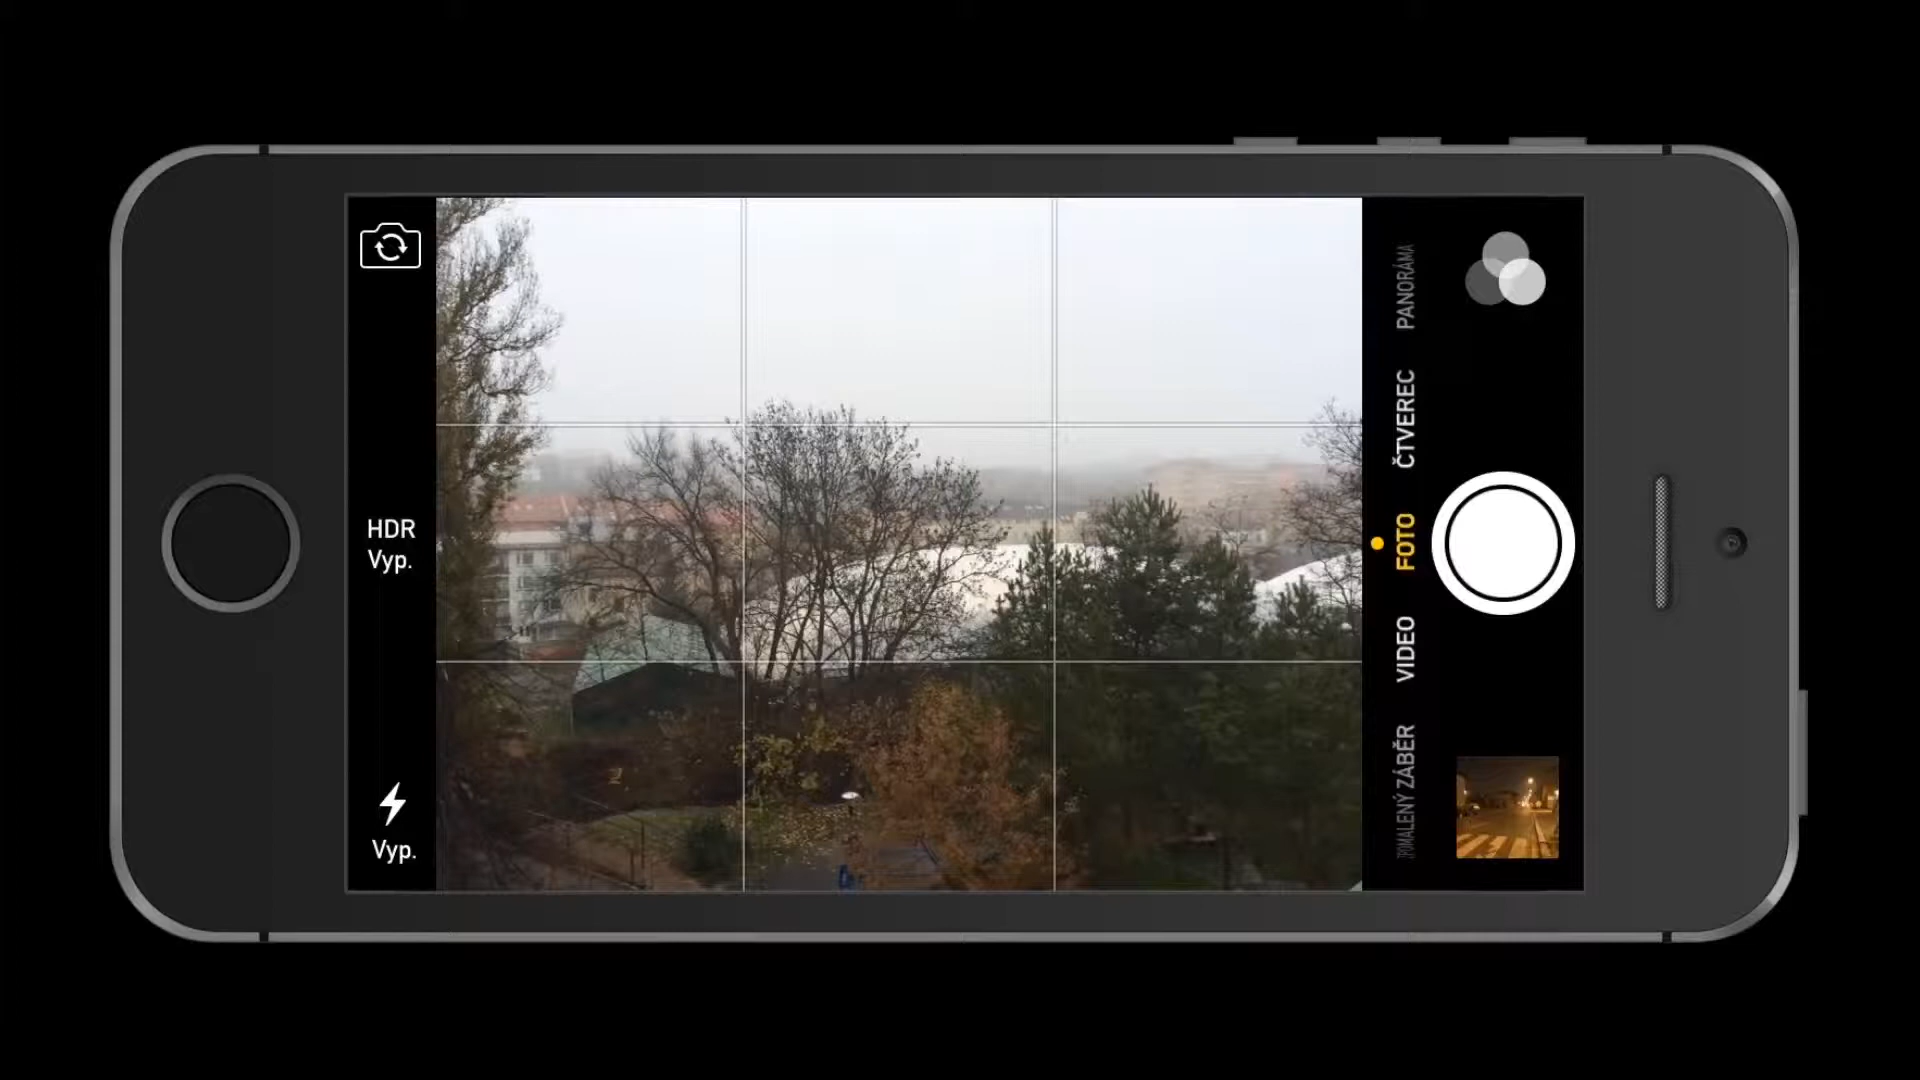 HDR
Vyp.
Vyp.
PANORÁMA
ČTVEREC
FOTO
VIDEO
ZÁBĚR